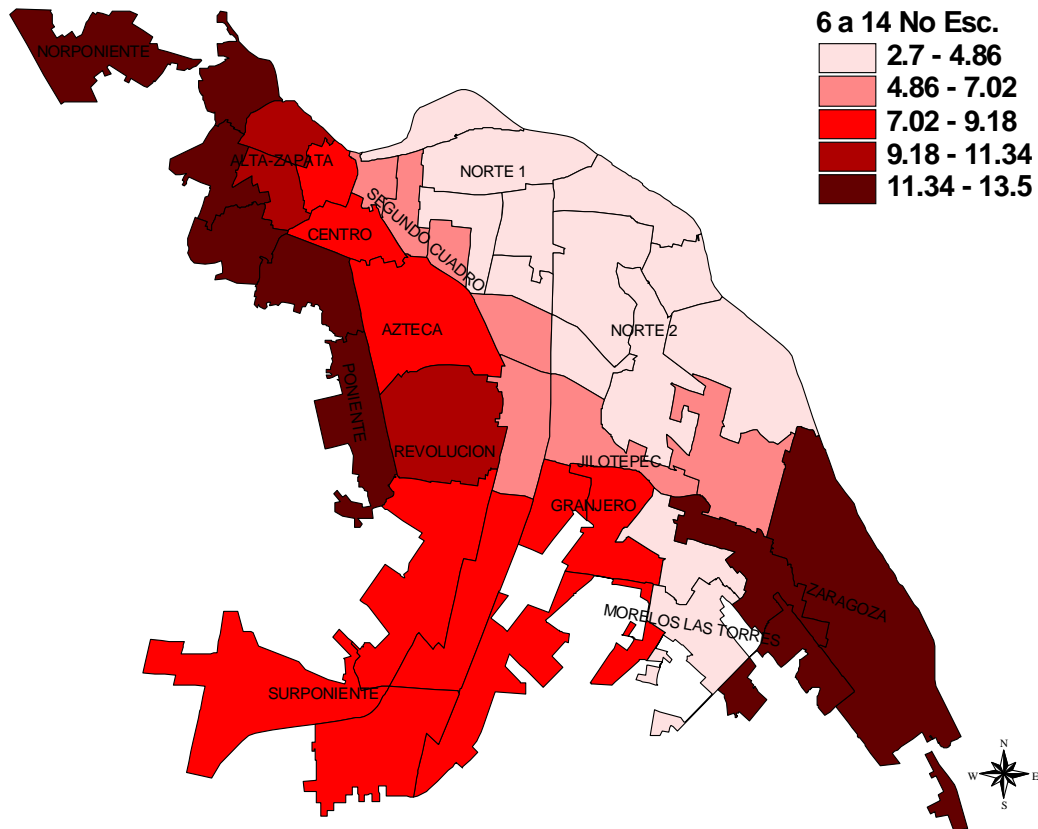 6 a 14 No Esc.
2.7 - 4.86
4.86 - 7.02
7.02 - 9.18
9.18 - 11.34
11.34 - 13.5
NORPONIENTE
ALTA-ZAPATA
NORTE 1
SEGUNDO CUADRO
CENTRO
AZTECA
NORTE 2
PONIENTE
REVOLUCION
JILOTEPEC
GRANJERO
ZARAGOZA
MORELOS LAS TORRES
SURPONIENTE
N
W E
S